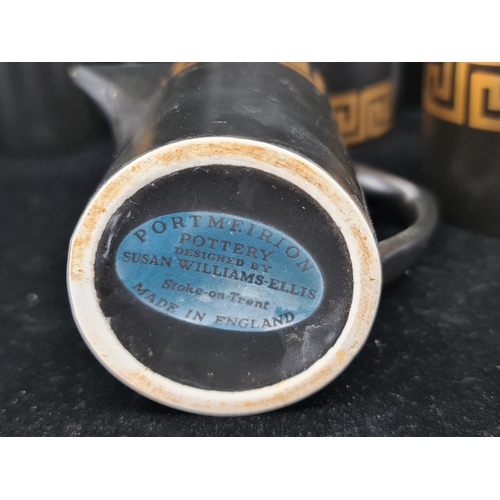 PORTMEIRION
POTTERY
DESIGNED BY
SUSAN WILLIAMS-ELLIS
Stoke-on-Trent
MADE IN ENGLAND